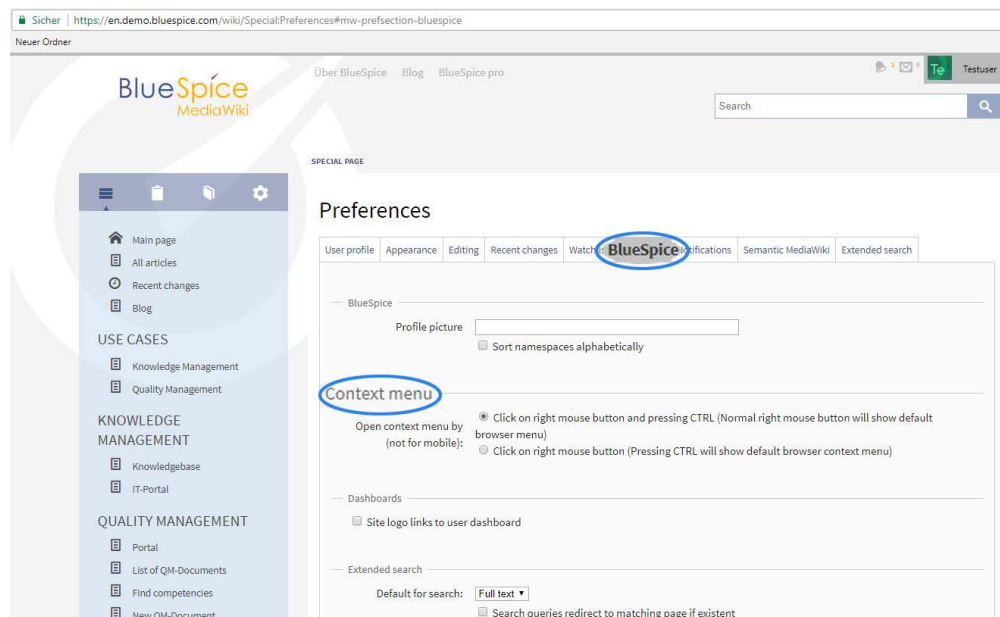 Sicher | https://en.demo.bluespice.com/wiki/Special:Preferences#mw-prefsection-bluespice
Neuer Ordner
BlueSpice
MediaWiki
Über BlueSpice Blog BlueSpice pro
Te Testuser
Search
SPECIAL PAGE
Main page
All articles
Recent changes
Blog
USE CASES
Knowledge Management
Quality Management
KNOWLEDGE
MANAGEMENT
Knowledgebase
IT-Portal
QUALITY MANAGEMENT
Portal
List of QM-Documents
Find competencies
New QM-Document
Preferences
User profile Appearance Editing Recent changes BlueSpice Semantic MediaWiki Extended search
BlueSpice
Profile picture
Sort namespaces alphabetically
Context menu
Open context menu by
(not for mobile):
Click on right mouse button and pressing CTRL (Normal right mouse button will show default
browser menu)
Click on right mouse button (Pressing CTRL will show default browser context menu)
Dashboards
Site logo links to user dashboard
Extended search
Default for search: Full text
Search queries redirect to matching page if existent